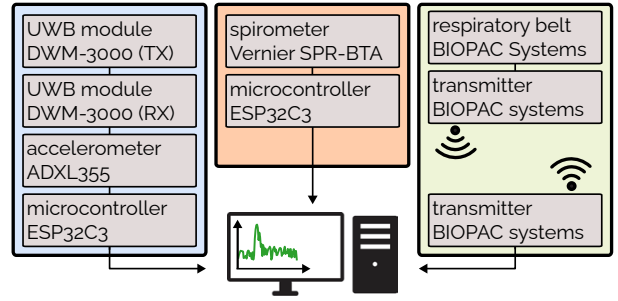 UWB module
DWM-3000 (TX)
UWB module
DWM-3000 (RX)
accelerometer
ADXL355
microcontroller
ESP32C3
spirometer
Vernier SPR-BTA
microcontroller
ESP32C3
respiratory belt
BIOPAC Systems
transmitter
BIOPAC systems
transmitter
BIOPAC systems